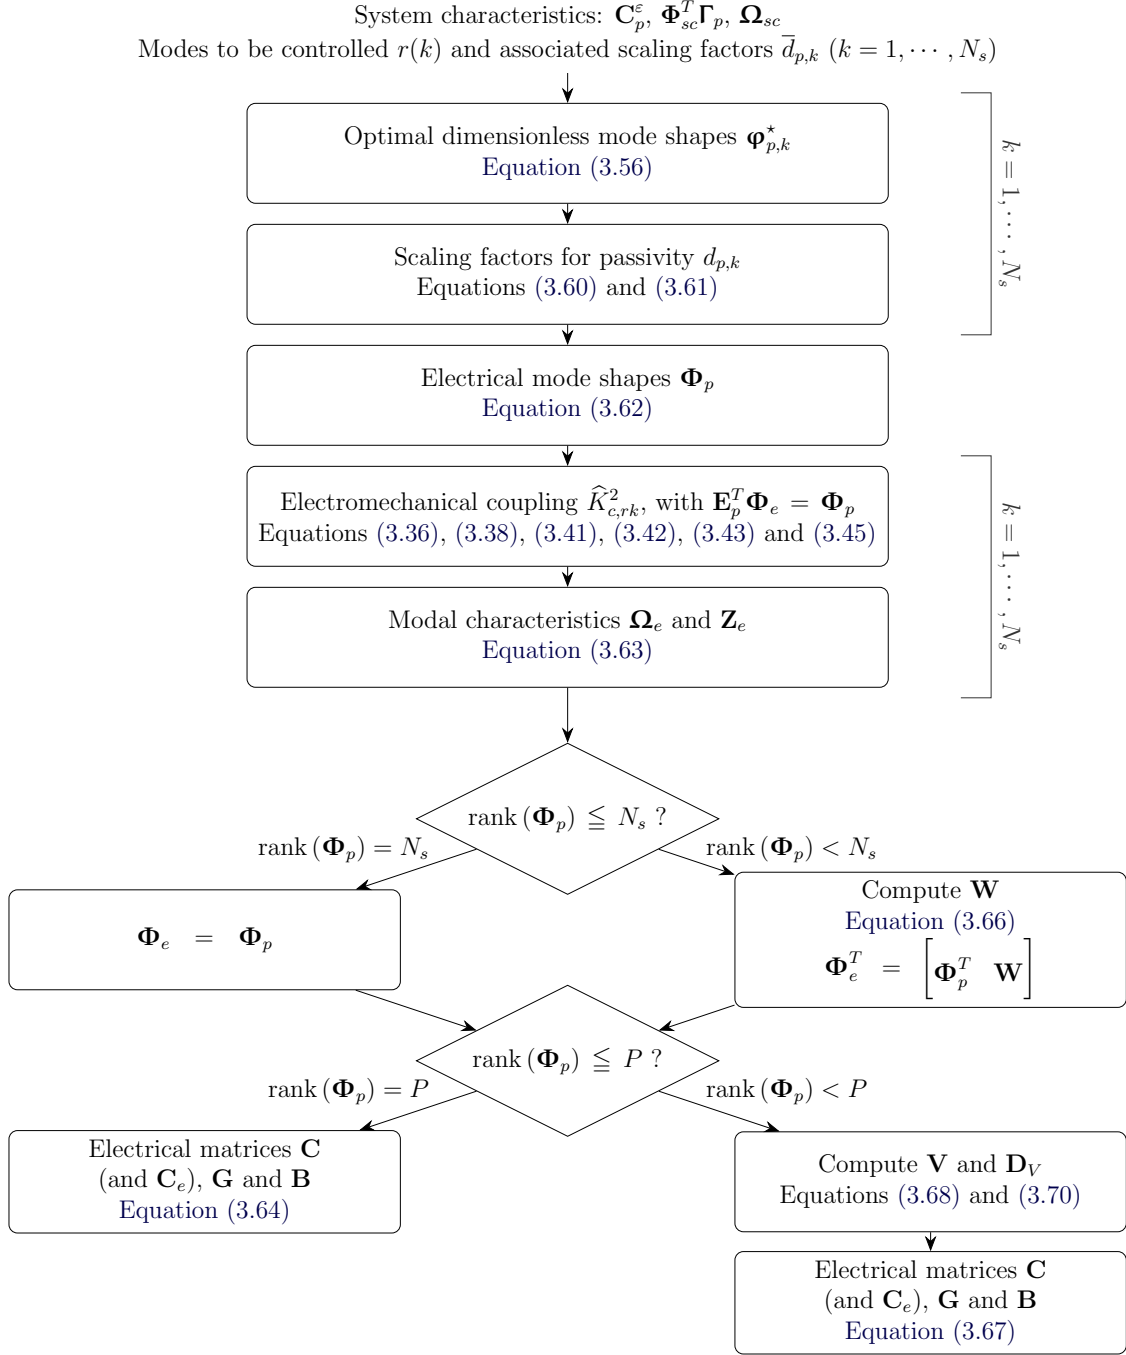 System characteristics: C_p^ε, Φ_sc^T Γ_p, Ω_sc
Modes to be controlled r(k) and associated scaling factors d̅_{p,k} (k = 1, ⋯ , N_s)
Optimal dimensionless mode shapes φ_{p,k}^⋆
Equation (3.56)
Scaling factors for passivity d_{p,k}
Equations (3.60) and (3.61)
k = 1, ⋯ , N_s
Electrical mode shapes Φ_p
Equation (3.62)
Electromechanical coupling K̂_{c,rk}^2, with E_p^T Φ_e = Φ_p
Equations (3.36), (3.38), (3.41), (3.42), (3.43) and (3.45)
Modal characteristics Ω_e and Z_e
Equation (3.63)
k = 1, ⋯ , N_s
rank (Φ_p) ≦ N_s ?
rank (Φ_p) = N_s
rank (Φ_p) < N_s
Φ_e = Φ_p
Compute W
Equation (3.66)
Φ_e^T = [Φ_p^T W]
rank (Φ_p) ≦ P ?
rank (Φ_p) = P
rank (Φ_p) < P
Electrical matrices C
(and C_e), G and B
Equation (3.64)
Compute V and D_V
Equations (3.68) and (3.70)
Electrical matrices C
(and C_e), G and B
Equation (3.67)